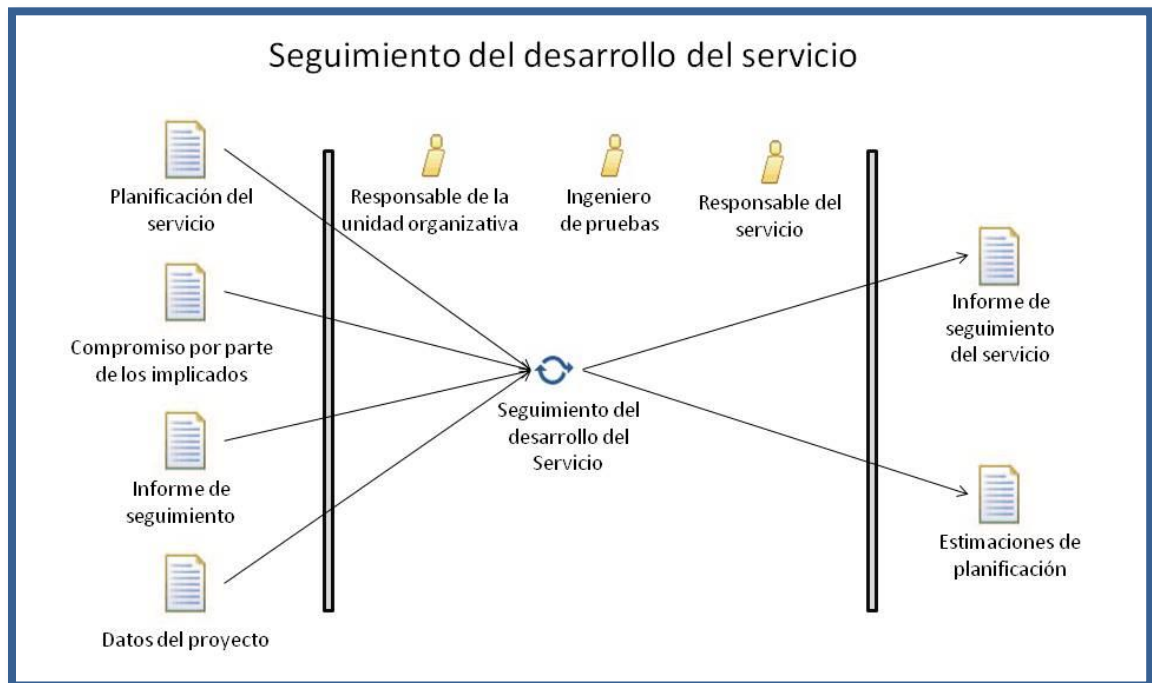 Seguimiento del desarrollo del servicio
Planificación del
servicio
Responsable de la
unidad organizativa
Ingeniero
de pruebas
Responsable del
servicio
Compromiso por parte
de los implicados
Informe de
seguimiento
Datos del proyecto
Seguimiento del
desarrollo del
Servicio
Informe de
seguimiento
del servicio
Estimaciones de
planificación